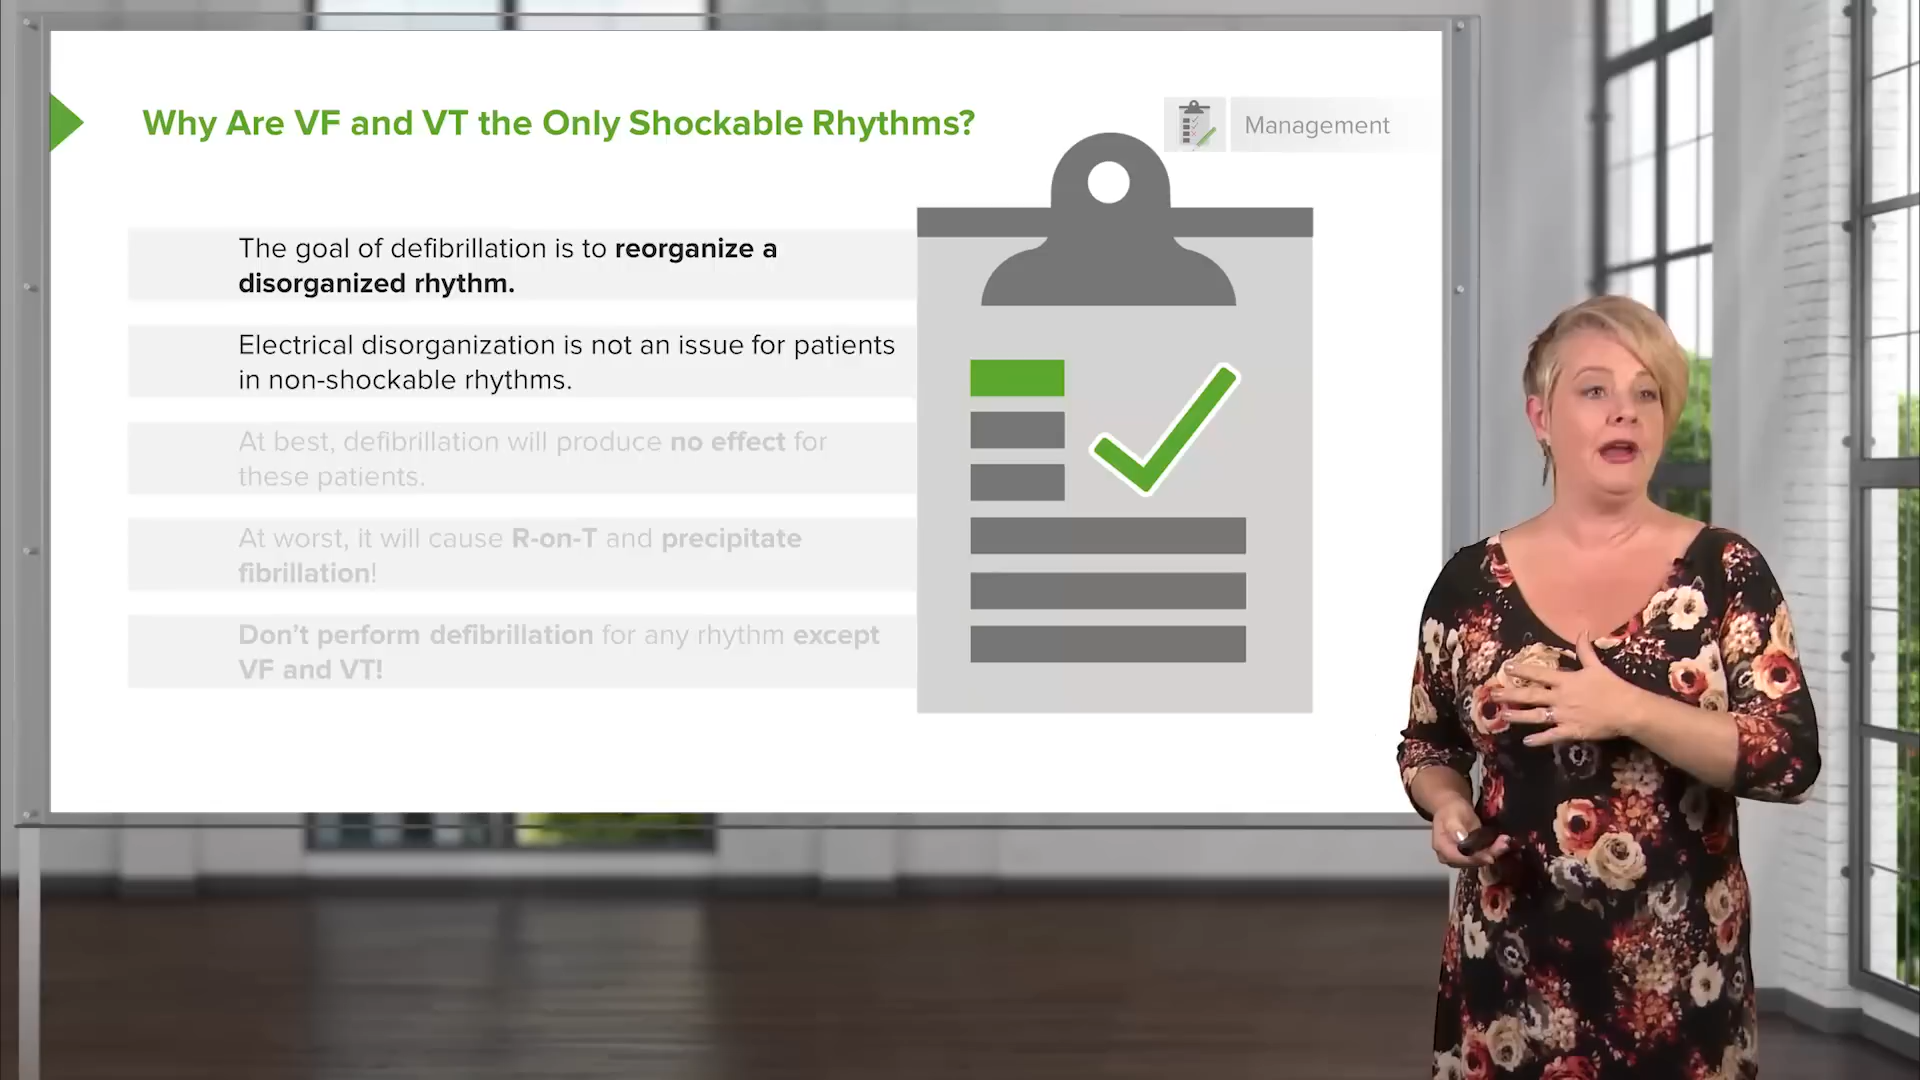 Why Are VF and VT the Only Shockable Rhythms?
Management
The goal of defibrillation is to reorganize a
disorganized rhythm.
Electrical disorganization is not an issue for patients
in non-shockable rhythms.
At best, defibrillation will produce no effect for
these patients.
At worst, it will cause R-on-T and precipitate
fibrillation!
Don’t perform defibrillation for any rhythm except
VF and VT!